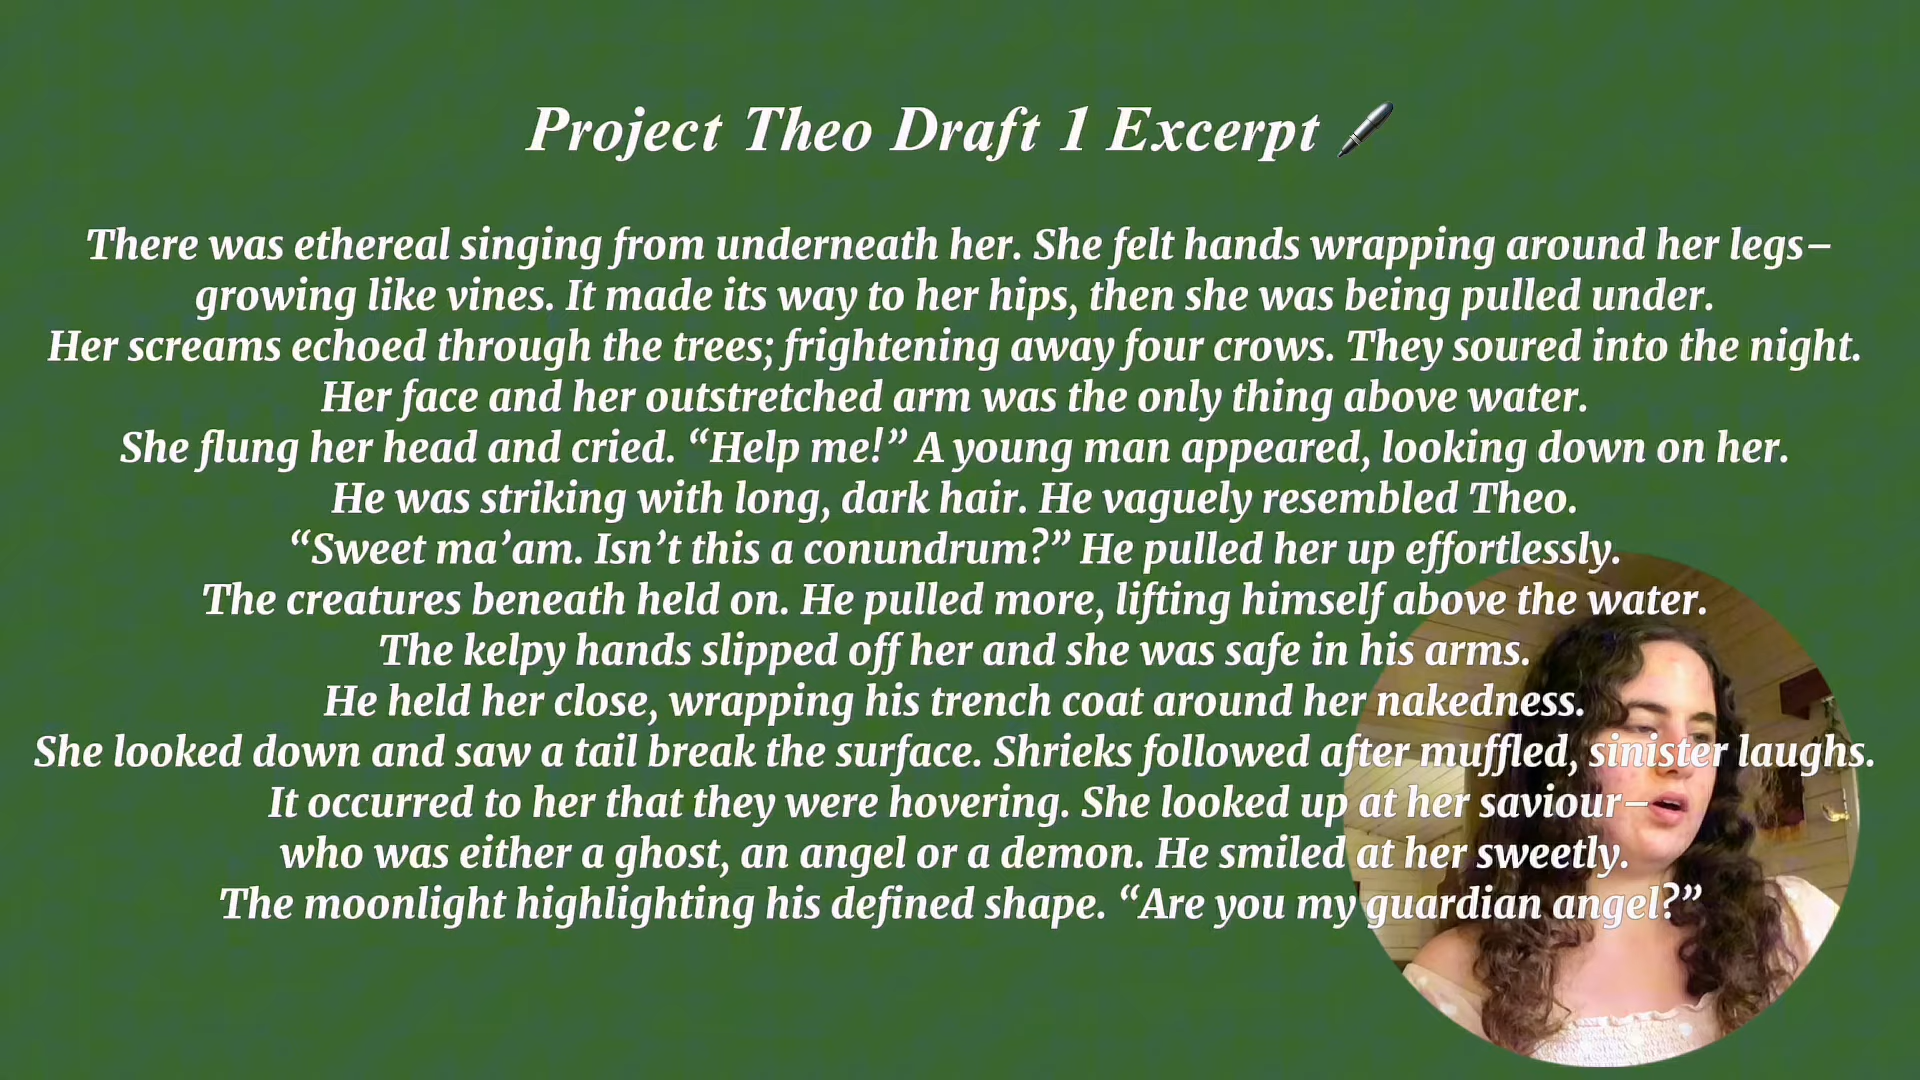 Project Theo Draft 1 Excerpt 🖋️
There was ethereal singing from underneath her. She felt hands wrapping around her legs–
growing like vines. It made its way to her hips, then she was being pulled under.
Her screams echoed through the trees; frightening away four crows. They soured into the night.
Her face and her outstretched arm was the only thing above water.
She flung her head and cried. “Help me!” A young man appeared, looking down on her.
He was striking with long, dark hair. He vaguely resembled Theo.
“Sweet ma’am. Isn’t this a conundrum?” He pulled her up effortlessly.
The creatures beneath held on. He pulled more, lifting himself above the water.
The kelpy hands slipped off her and she was safe in his arms.
He held her close, wrapping his trench coat around her nakedness.
She looked down and saw a tail break the surface. Shrieks followed after muffled, sinister laughs.
It occurred to her that they were hovering. She looked up at her saviour–
who was either a ghost, an angel or a demon. He smiled at her sweetly.
The moonlight highlighting his defined shape. “Are you my guardian angel?”